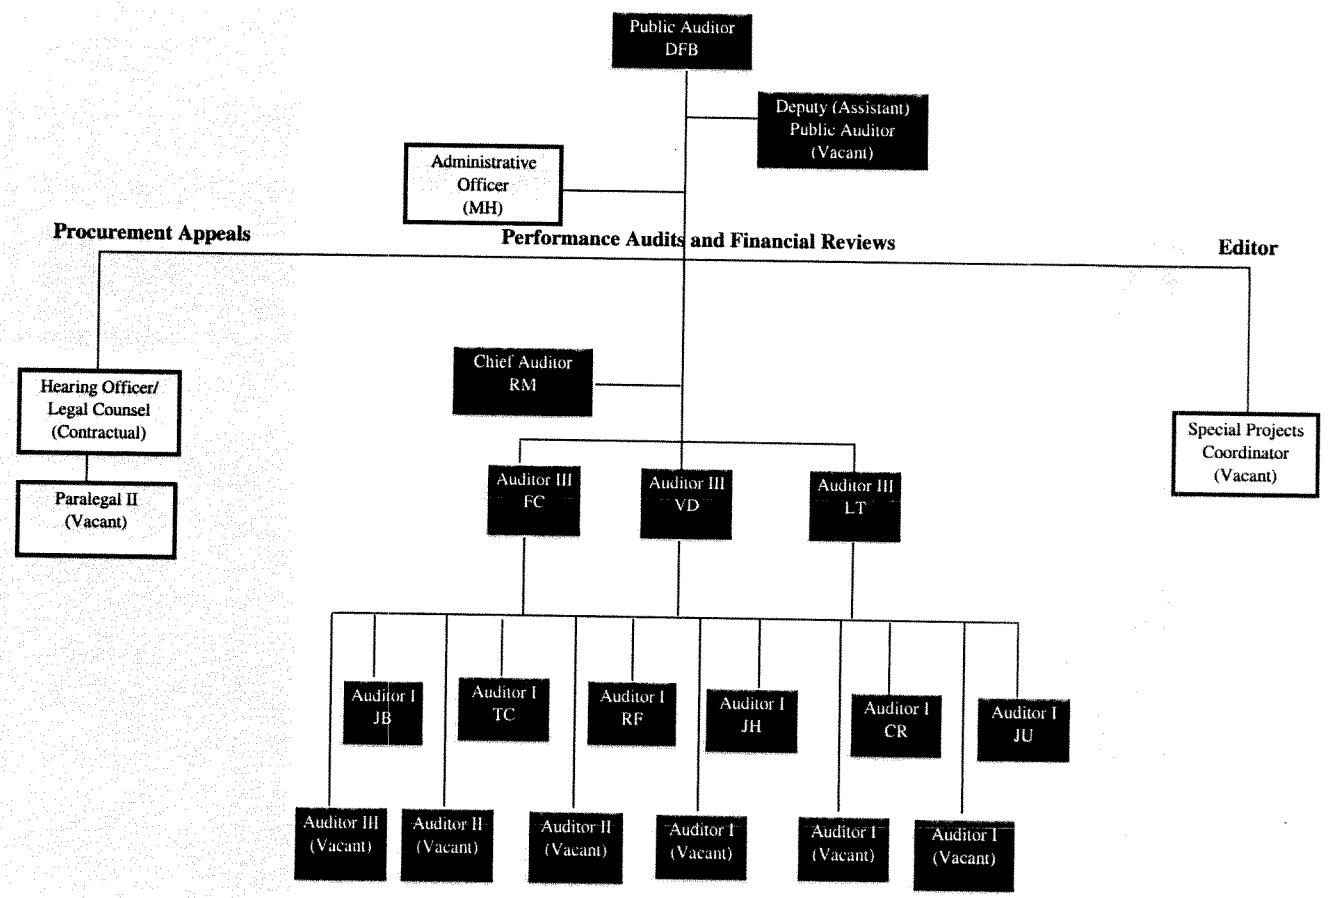 Public Auditor
DFB
Deputy (Assistant)
Public Auditor
(Vacant)
Administrative
Officer
(MH)
Procurement Appeals
Performance Audits and Financial Reviews
Editor
Chief Auditor
RM
Hearing Officer/
Legal Counsel
(Contractual)
Special Projects
Coordinator
(Vacant)
Paralegal II
(Vacant)
Auditor III
FC
Auditor III
VD
Auditor III
LT
Auditor I
JB
Auditor I
TC
Auditor I
RF
Auditor I
JH
Auditor I
CR
Auditor I
JU
Auditor III
(Vacant)
Auditor II
(Vacant)
Auditor II
(Vacant)
Auditor I
(Vacant)
Auditor I
(Vacant)
Auditor I
(Vacant)